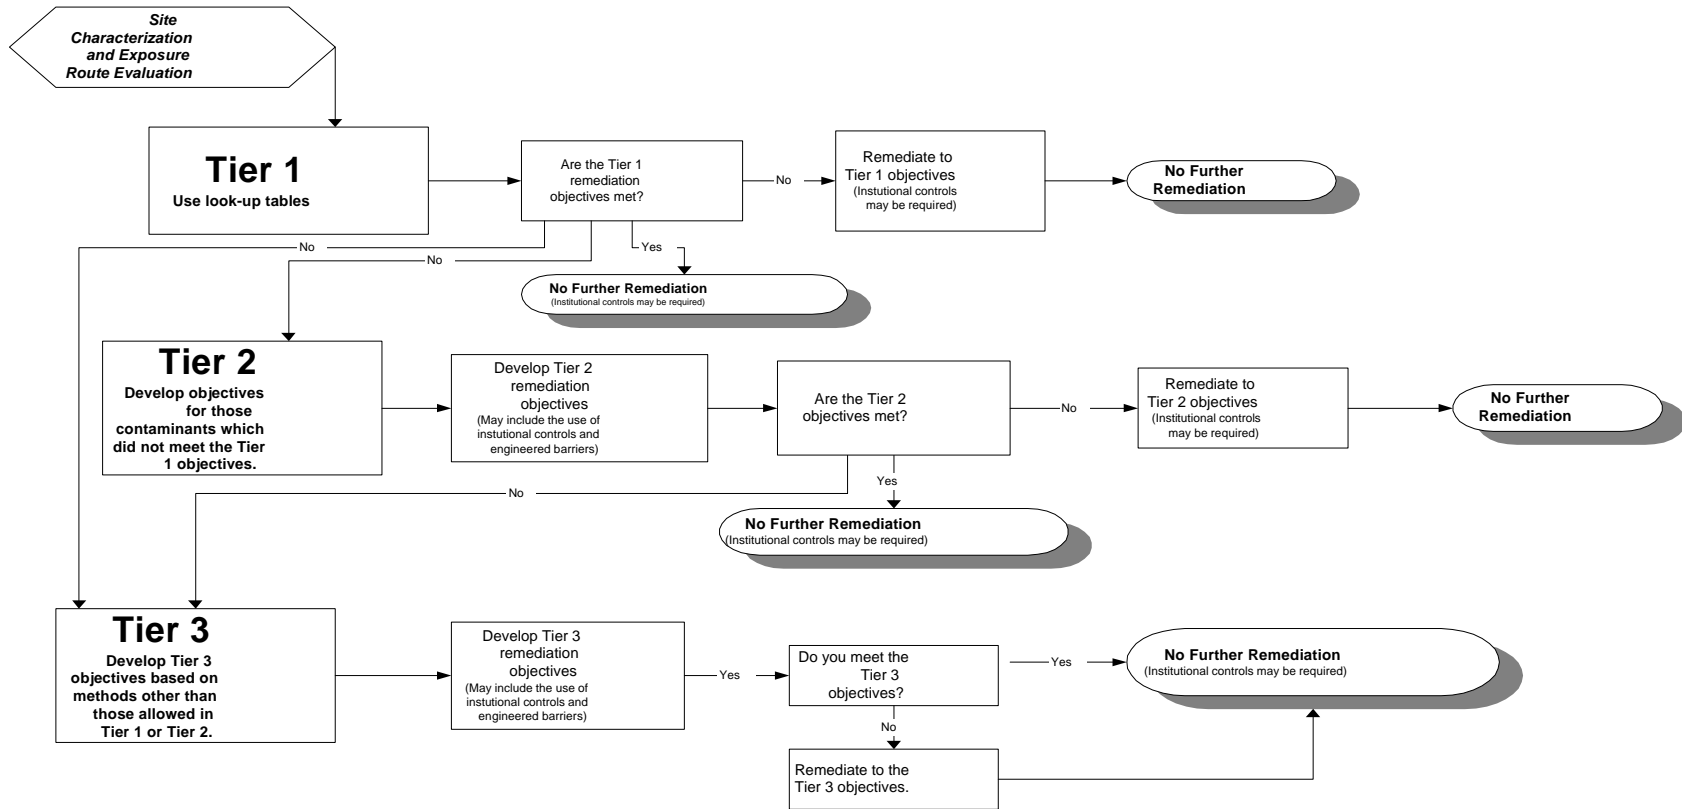 Site
Characterization
and Exposure
Route Evaluation
Tier 1
Use look-up tables
Are the Tier 1
remediation
objectives met?
No
Remediate to
Tier 1 objectives
(Instutional controls
may be required)
No Further
Remediation
No
No
Yes
No Further Remediation
(Institutional controls may be required)
Tier 2
Develop objectives
for those
contaminants which
did not meet the Tier
1 objectives.
Develop Tier 2
remediation
objectives
(May include the use of
instutional controls and
engineered barriers)
Are the Tier 2
objectives met?
No
Remediate to
Tier 2 objectives
(Institutional controls
may be required)
No Further
Remediation
No
Yes
No Further Remediation
(Institutional controls may be required)
Tier 3
Develop Tier 3
objectives based on
methods other than
those allowed in
Tier 1 or Tier 2.
Develop Tier 3
remediation
objectives
(May include the use of
instutional controls and
engineered barriers)
Yes
Do you meet the
Tier 3
objectives?
Yes
No Further Remediation
(Institutional controls may be required)
No
Remediate to the
Tier 3 objectives.